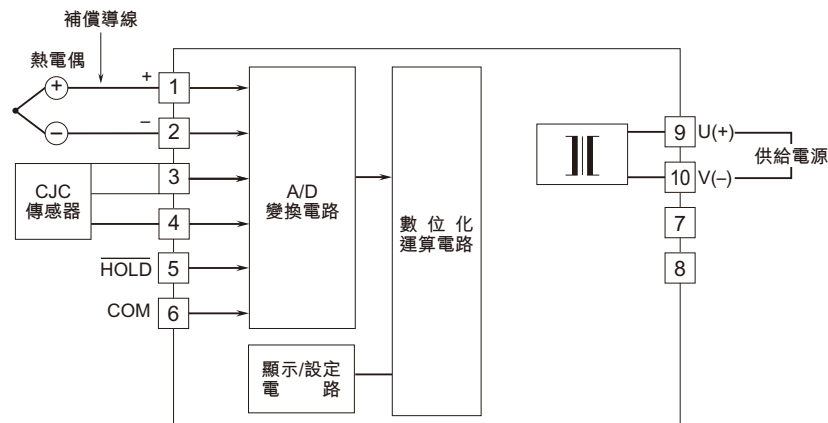 補償導線
熱電偶
+
+
1
−
−
2
CJC
傳感器
3
4
HOLD
5
COM
6
A/D
變換電路
數位化
運算電路
顯示/設定
電路
9
U(+)
供給電源
10
V(–)
7
8